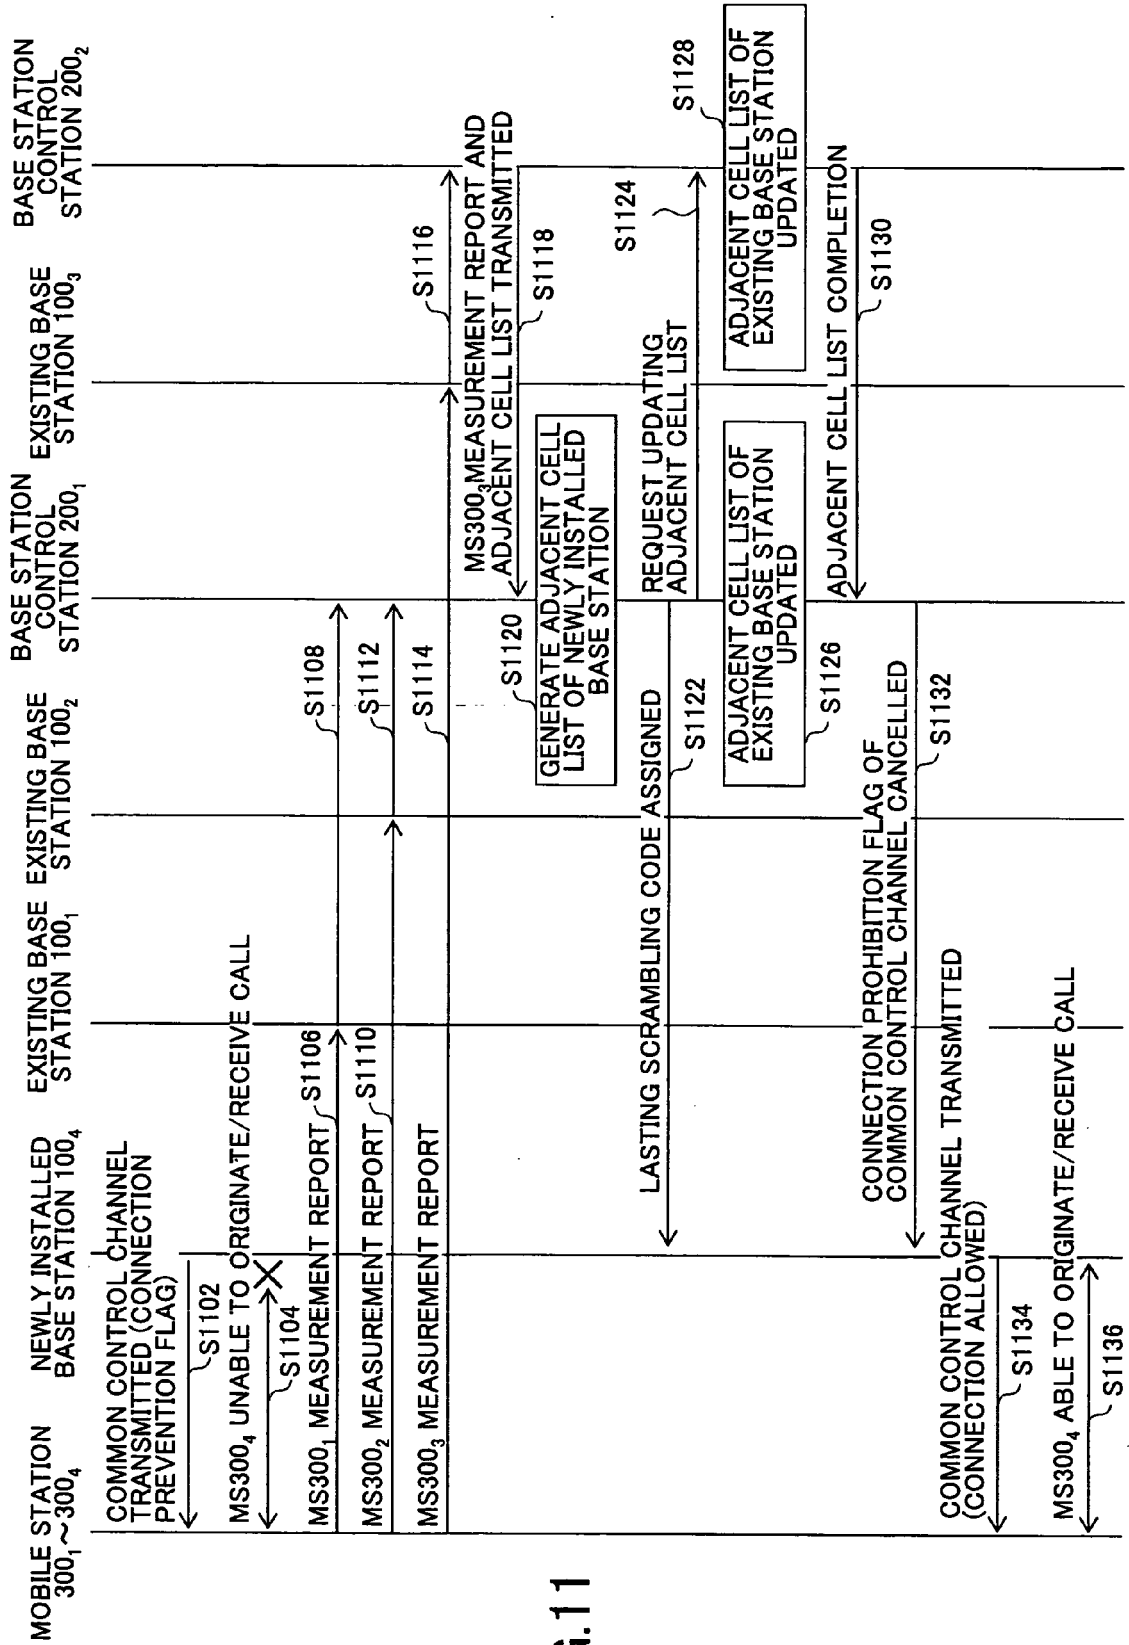 MOBILE STATION
300₁~300₄
NEWLY INSTALLED
BASE STATION 100₄
EXISTING BASE
STATION 100₁
EXISTING BASE
STATION 100₂
BASE STATION
CONTROL
STATION 200₁
EXISTING BASE
STATION 100₃
BASE STATION
CONTROL
STATION 200₂
COMMON CONTROL CHANNEL
TRANSMITTED (CONNECTION
PREVENTION FLAG)
S1102
MS300₄ UNABLE TO ORIGINATE/RECEIVE CALL
S1104
MS300₁ MEASUREMENT REPORT
S1106
S1108
MS300₂ MEASUREMENT REPORT
S1110
S1112
MS300₃ MEASUREMENT REPORT
S1114
S1116
MS300₃MEASUREMENT REPORT AND
ADJACENT CELL LIST TRANSMITTED
S1118
S1120
GENERATE ADJACENT CELL
LIST OF NEWLY INSTALLED
BASE STATION
LASTING SCRAMBLING CODE ASSIGNED
S1122
REQUEST UPDATING
ADJACENT CELL LIST
S1124
ADJACENT CELL LIST OF
EXISTING BASE STATION
UPDATED
S1126
S1128
ADJACENT CELL LIST OF
EXISTING BASE STATION
UPDATED
ADJACENT CELL LIST COMPLETION
S1130
CONNECTION PROHIBITION FLAG OF
COMMON CONTROL CHANNEL CANCELLED
S1132
COMMON CONTROL CHANNEL TRANSMITTED
(CONNECTION ALLOWED)
S1134
MS300₄ ABLE TO ORIGINATE/RECEIVE CALL
S1136
.11